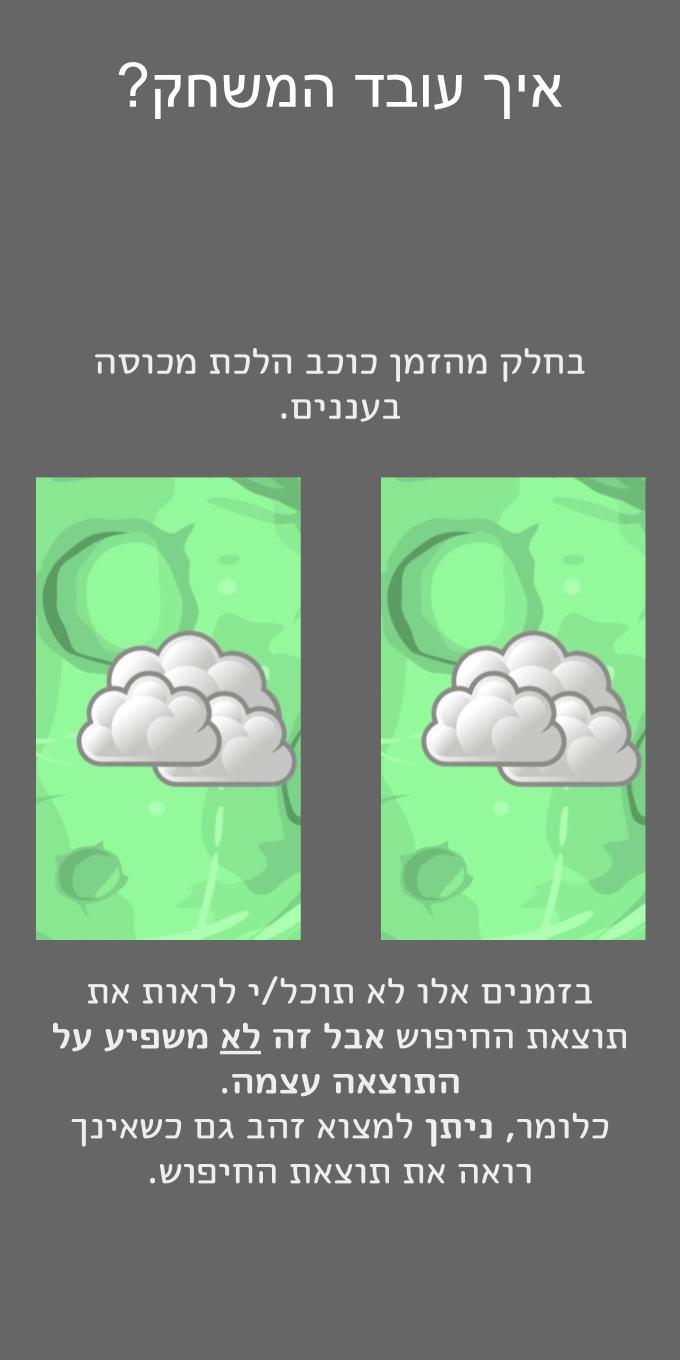 איך עובד המשחק?
בחלק מהזמן כוכב הלכת מכוסה
בעננים.
בזמנים אלו לא תוכל/י לראות את
תוצאת החיפוש אבל זה לא משפיע על
התוצאה עצמה.
כלומר, ניתן למצוא זהב גם כשאינך
רואה את תוצאת החיפוש.